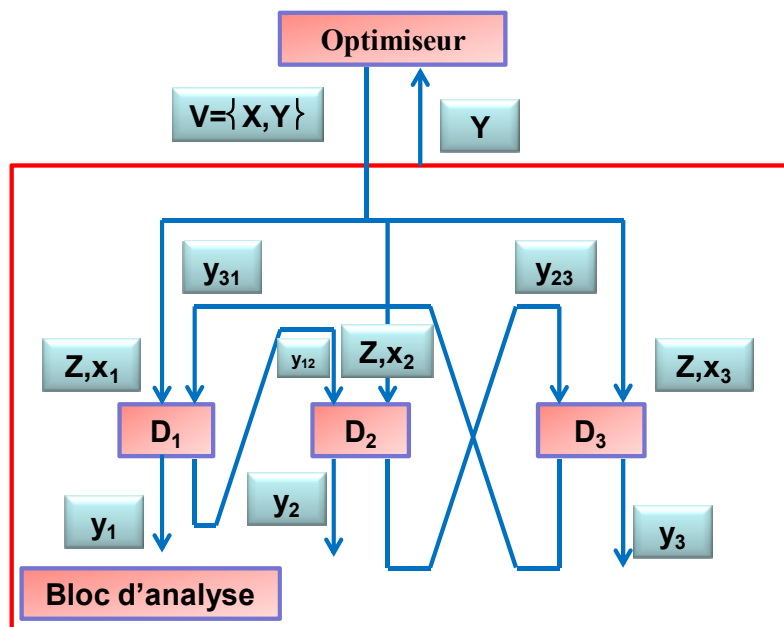 Optimiseur
V={X,Y}
Y
y₃₁
y₂₃
Z,x₁
y₁₂
Z,x₂
Z,x₃
D₁
D₂
D₃
y₁
y₂
y₃
Bloc d’analyse